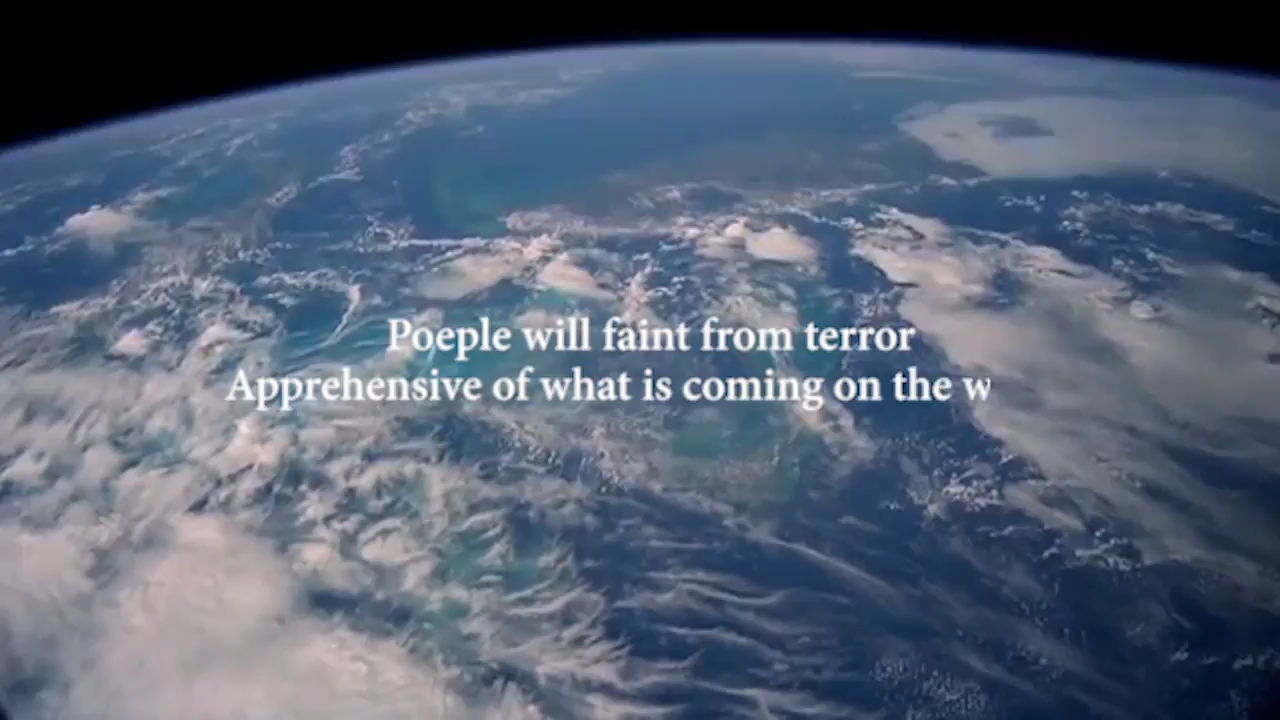 Poeple will faint from terror
Apprehensive of what is coming on the w